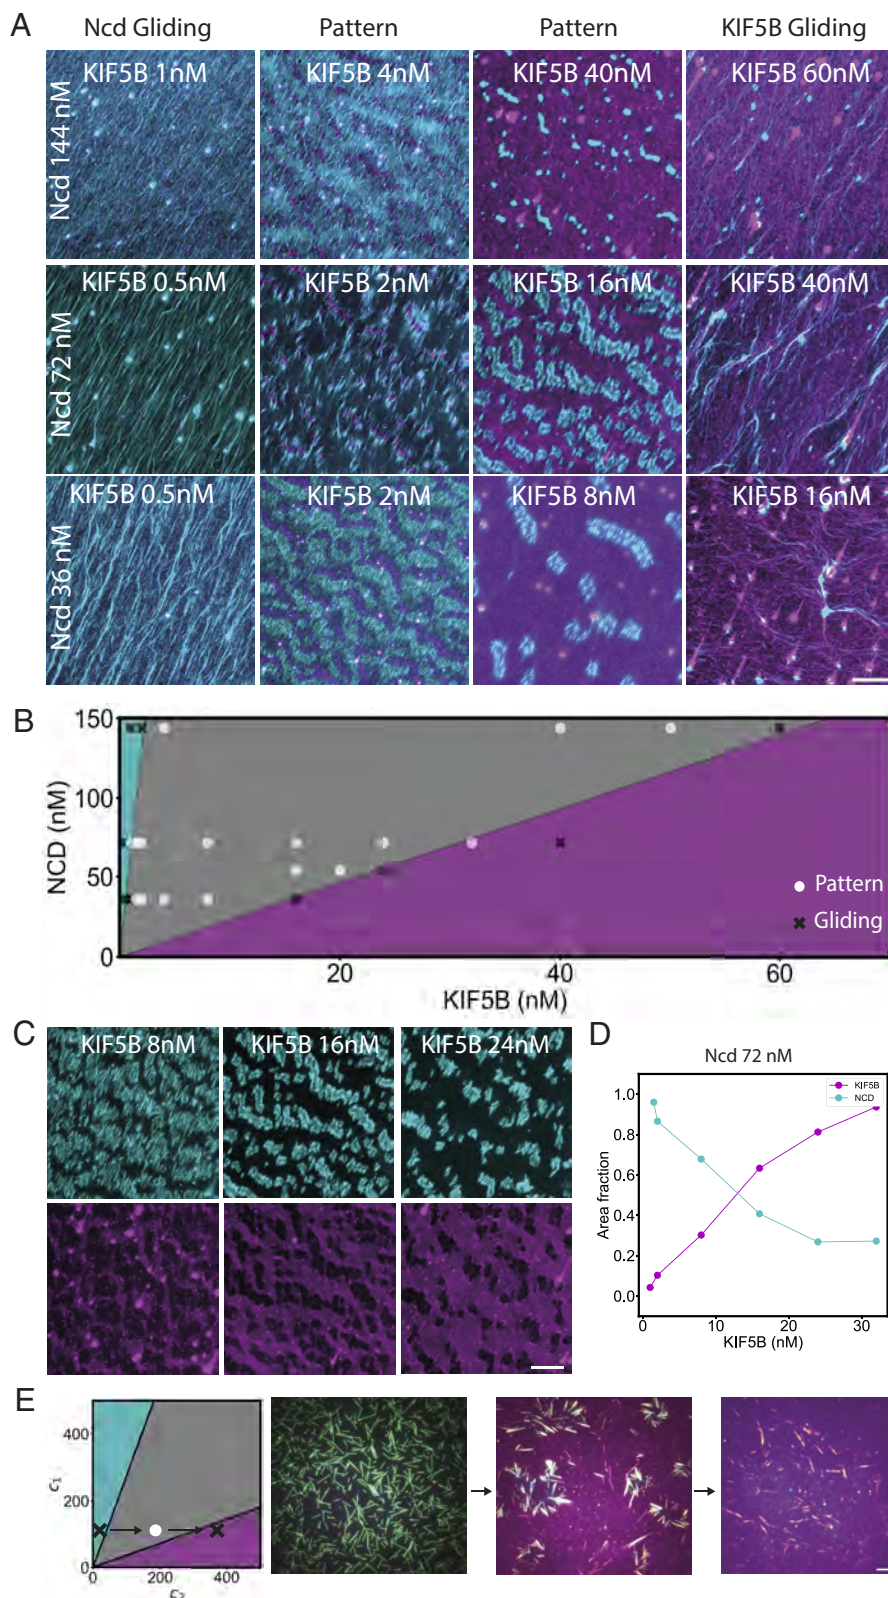 A
Ncd Gliding
Pattern
Pattern
KIF5B Gliding
Ncd 144 nM
KIF5B 1nM
KIF5B 4nM
KIF5B 40nM
KIF5B 60nM
Ncd 72 nM
KIF5B 0.5nM
KIF5B 2nM
KIF5B 16nM
KIF5B 40nM
Ncd 36 nM
KIF5B 0.5nM
KIF5B 2nM
KIF5B 8nM
KIF5B 16nM
B
NCD (nM)
150
100
50
0
20
40
60
KIF5B (nM)
Pattern
Gliding
C
KIF5B 8nM
KIF5B 16nM
KIF5B 24nM
D
Ncd 72 nM
KIF5B
NCD
Area fraction
1.0
0.8
0.6
0.4
0.2
0.0
0
10
20
30
KIF5B (nM)
E
c₁
400
200
0
0
200
400